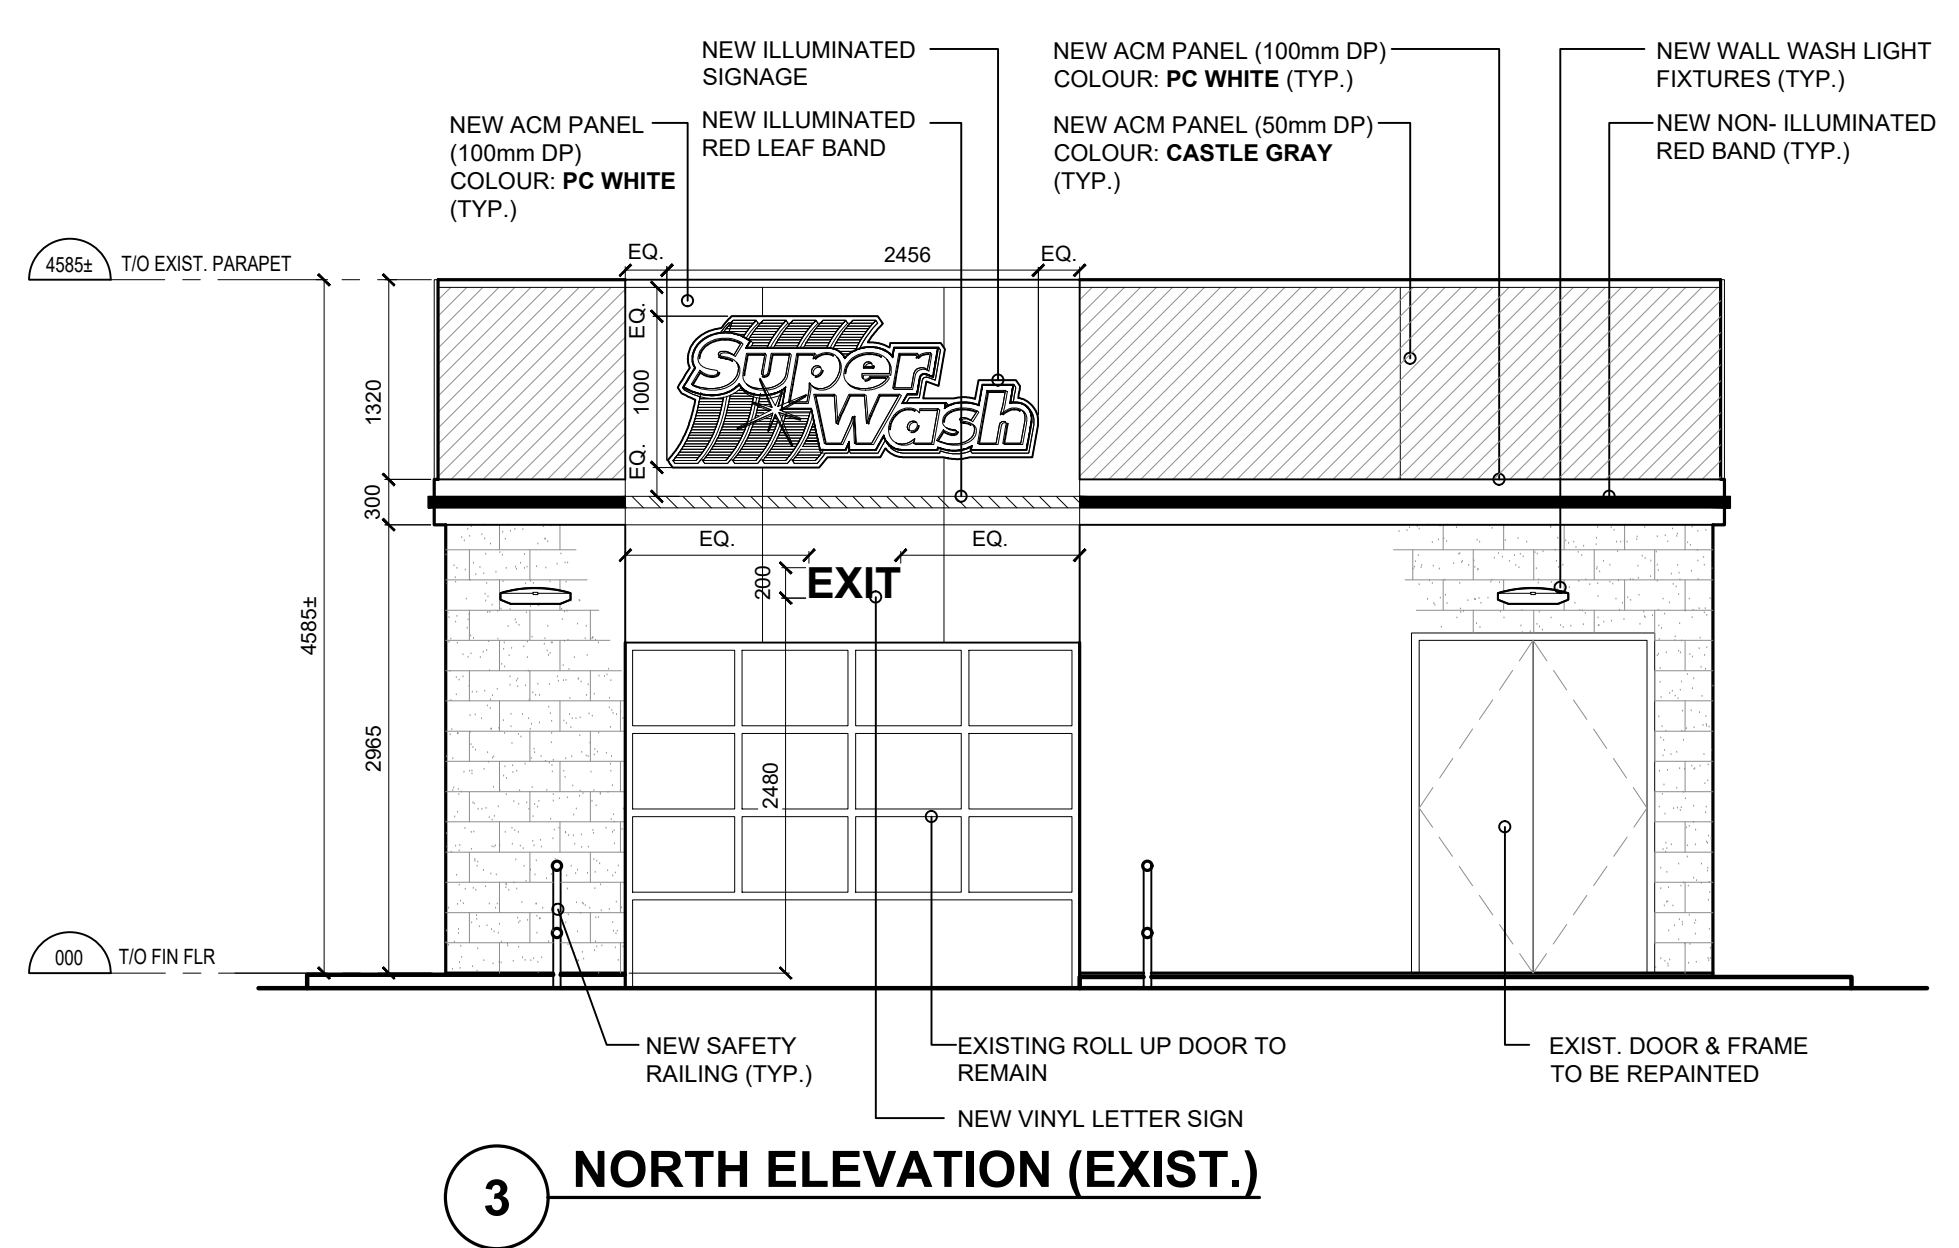 NEW ILLUMINATED
SIGNAGE
NEW ACM PANEL (100mm DP)
COLOUR: PC WHITE (TYP.)
NEW WALL WASH LIGHT
FIXTURES (TYP.)
NEW ACM PANEL
(100mm DP)
COLOUR: PC WHITE
(TYP.)
NEW ILLUMINATED
RED LEAF BAND
NEW ACM PANEL (50mm DP)
COLOUR: CASTLE GRAY
(TYP.)
NEW NON- ILLUMINATED
RED BAND (TYP.)
4585±
T/O EXIST. PARAPET
EQ.
2456
EQ.
EQ.
1000
EQ.
Super
Wash
1320
300
4585±
2965
EQ.
EQ.
200
EXIT
2480
000
T/O FIN FLR
NEW SAFETY
RAILING (TYP.)
EXISTING ROLL UP DOOR TO
REMAIN
EXIST. DOOR & FRAME
TO BE REPAINTED
NEW VINYL LETTER SIGN
3
NORTH ELEVATION (EXIST.)